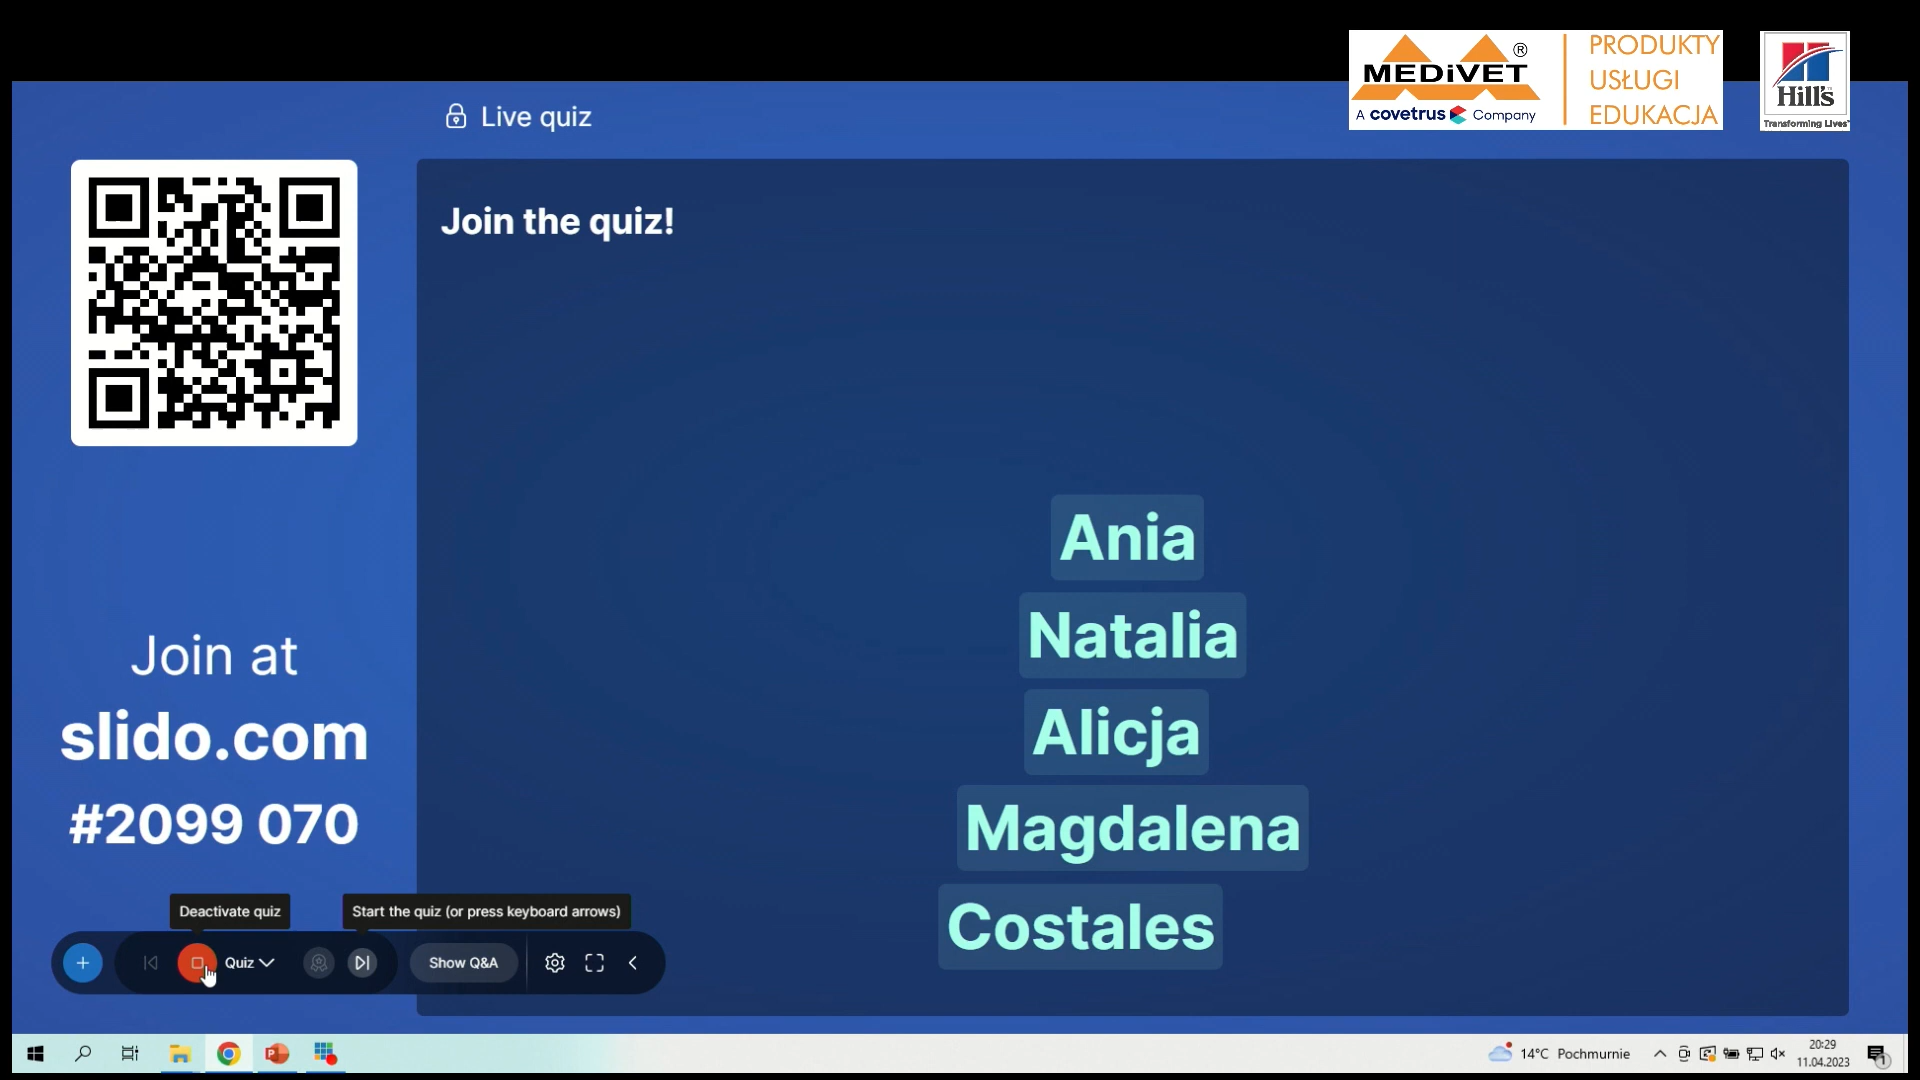 MEDiVET ®
A covetrus Company
PRODUKTY
USŁUGI
EDUKACJA
Hill's
Transforming Lives™
Live quiz
Join the quiz!
Ania
Natalia
Alicja
Magdalena
Costales
Join at
slido.com
#2099 070
Deactivate quiz
Start the quiz (or press keyboard arrows)
Quiz
Show Q&A
14°C Pochmurnie
20:29
11.04.2023
1